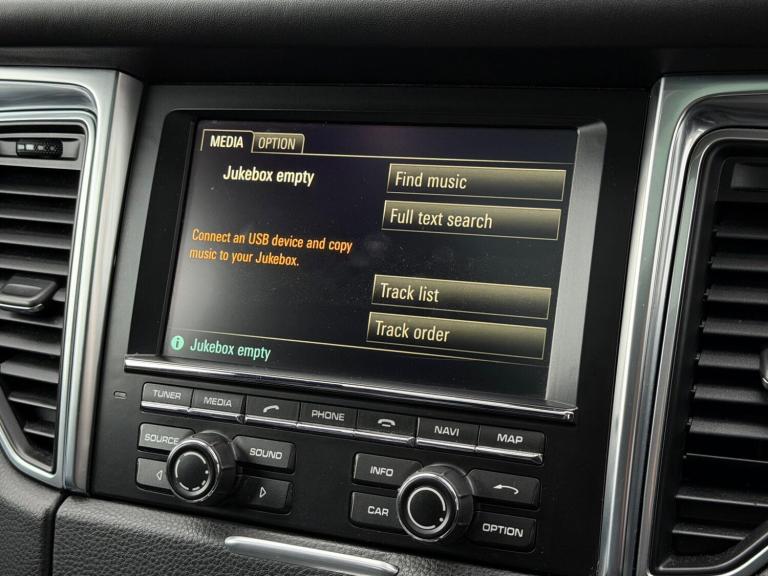 MEDIA OPTION
Jukebox empty
Find music
Full text search
Connect an USB device and copy
music to your Jukebox.
Track list
Track order
i Jukebox empty
TUNER MEDIA PHONE NAVI MAP
SOURCE SOUND INFO
CAR OPTION